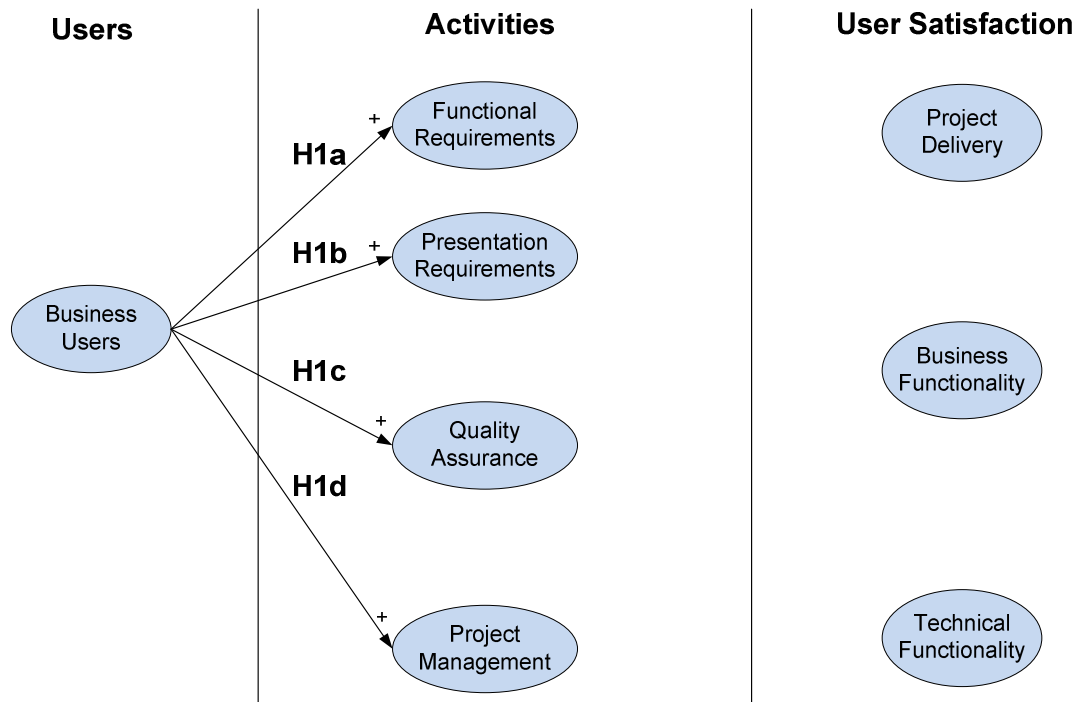 Users
Activities
User Satisfaction
Functional
Requirements
+
H1a
Project
Delivery
Presentation
Requirements
+
H1b
Business
Users
Business
Functionality
H1c
+
Quality
Assurance
H1d
+
Project
Management
Technical
Functionality